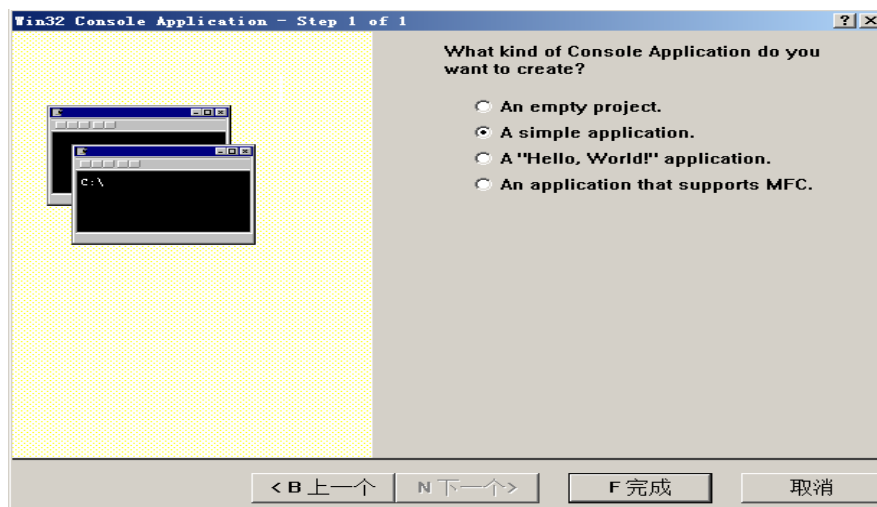 Win32 Console Application - Step 1 of 1
What kind of Console Application do you
want to create?
An empty project.
A simple application.
A "Hello, World!" application.
An application that supports MFC.
C:\
< B 上一个
N 下一个>
F 完成
取消